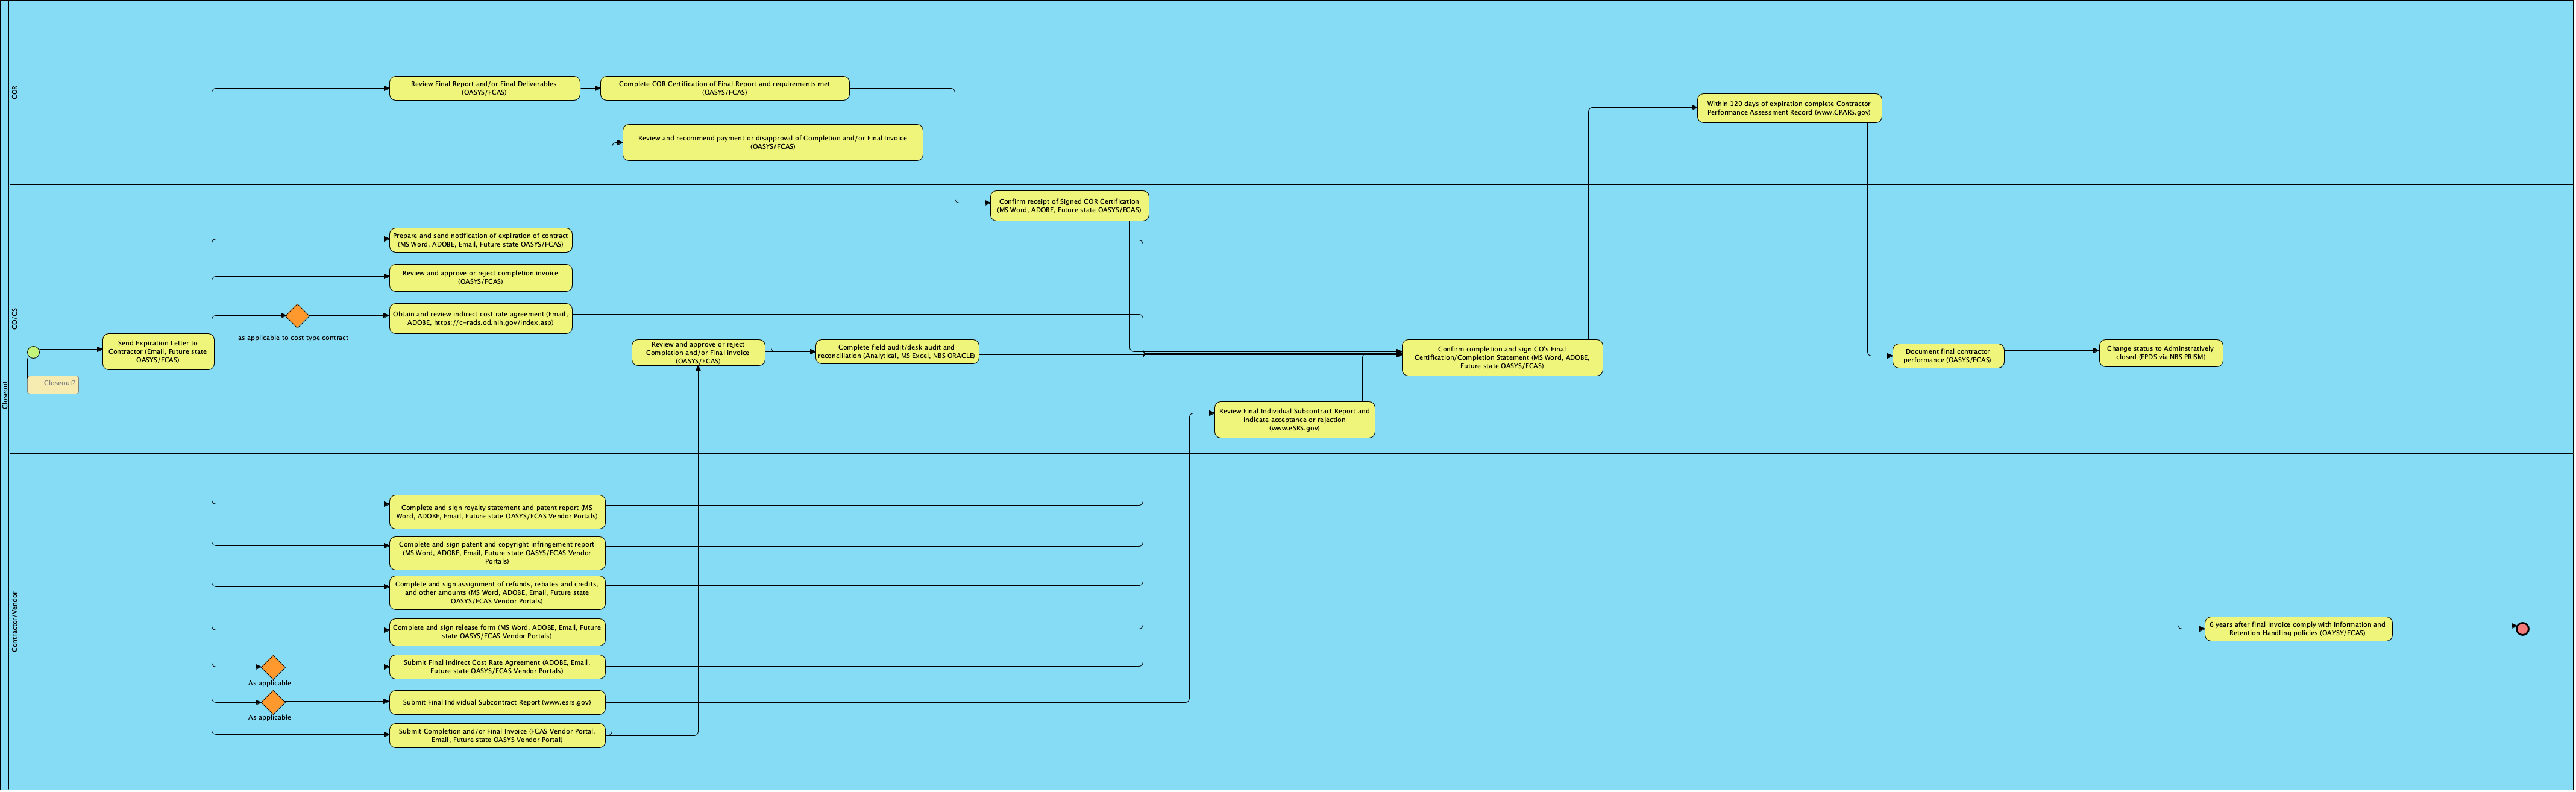 Closeout
COR
Review Final Report and/or Final Deliverables
(OASYS/FCAS)
Complete COR Certification of Final Report and requirements met
(OASYS/FCAS)
Review and recommend payment or disapproval of Completion and/or Final Invoice
(OASYS/FCAS)
Within 120 days of expiration complete Contractor
Performance Assessment Record (www.CPARS.gov)
CO/CS
Closeout?
Send Expiration Letter to
Contractor (Email, Future state
OASYS/FCAS)
Prepare and send notification of expiration of contract
(MS Word, ADOBE, Email, Future state OASYS/FCAS)
Review and approve or reject completion invoice
(OASYS/FCAS)
as applicable to cost type contract
Obtain and review indirect cost rate agreement (Email,
ADOBE, https://c-rads.od.nih.gov/index.asp)
Review and approve or reject
Completion and/or Final invoice
(OASYS/FCAS)
Complete field audit/desk audit and
reconciliation (Analytical, MS Excel, NBS ORACLE)
Confirm receipt of Signed COR Certification
(MS Word, ADOBE, Future state OASYS/FCAS)
Review Final Individual Subcontract Report and
indicate acceptance or rejection
(www.eSRS.gov)
Confirm completion and sign CO's Final
Certification/Completion Statement (MS Word, ADOBE,
Future state OASYS/FCAS)
Document final contractor
performance (OASYS/FCAS)
Change status to Adminstratively
closed (FPDS via NBS PRISM)
Contractor/Vendor
Complete and sign royalty statement and patent report (MS
Word, ADOBE, Email, Future state OASYS/FCAS Vendor Portals)
Complete and sign patent and copyright infringement report
(MS Word, ADOBE, Email, Future state OASYS/FCAS Vendor
Portals)
Complete and sign assignment of refunds, rebates and credits,
and other amounts (MS Word, ADOBE, Email, Future state
OASYS/FCAS Vendor Portals)
Complete and sign release form (MS Word, ADOBE, Email, Future
state OASYS/FCAS Vendor Portals)
As applicable
Submit Final Indirect Cost Rate Agreement (ADOBE, Email,
Future state OASYS/FCAS Vendor Portals)
As applicable
Submit Final Individual Subcontract Report (www.esrs.gov)
Submit Completion and/or Final Invoice (FCAS Vendor Portal,
Email, Future state OASYS Vendor Portal)
6 years after final invoice comply with Information and
Retention Handling policies (OAYSY/FCAS)